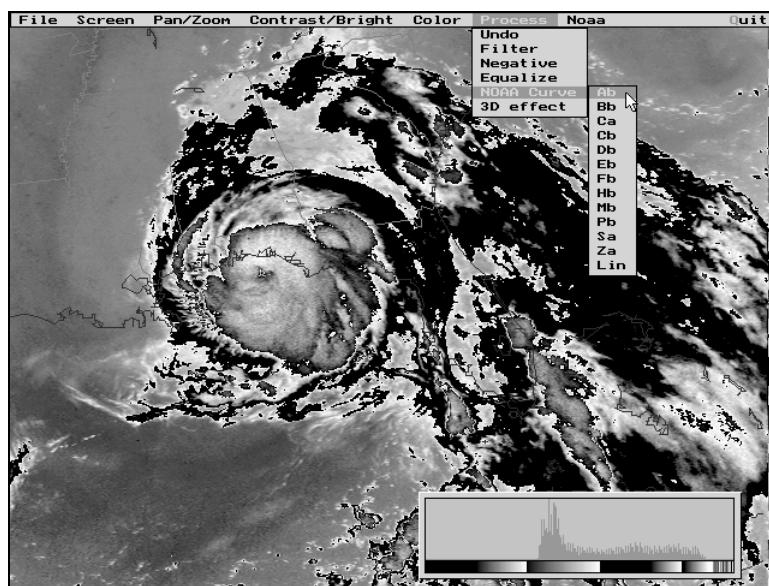 File Screen Pan/Zoom Contrast/Bright Color Process Noaa Quit
Undo
Filter
Negative
Equalize
NOAA Curve
3D effect
Ab
Bb
Ca
Cb
Db
Eb
Fb
Hb
Mb
Pb
Sa
Za
Lin